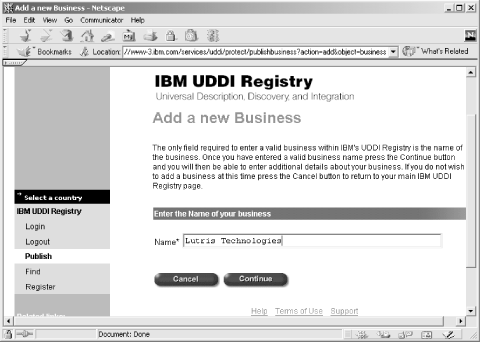 Add a new Business - Netscape
File Edit View Go Communicator Help
Bookmarks Location: //www-3.ibm.com/services/uddi/protect/publishbusiness?action=add&object=business What's Related
IBM UDDI Registry
Universal Description, Discovery, and Integration
Add a new Business
The only field required to enter a valid business within IBM's UDDI Registry is the name of
the business. Once you have entered a valid business name press the Continue button
and you will then be able to enter additional details about your business. If you do not wish
to add a business at this time press the Cancel button to return to your main IBM UDDI
Registry page.
Select a country
IBM UDDI Registry
Login
Logout
Publish
Find
Register
Enter the Name of your business
Name* Lutris Technologies
Cancel Continue
Help Terms of Use Support
Document: Done